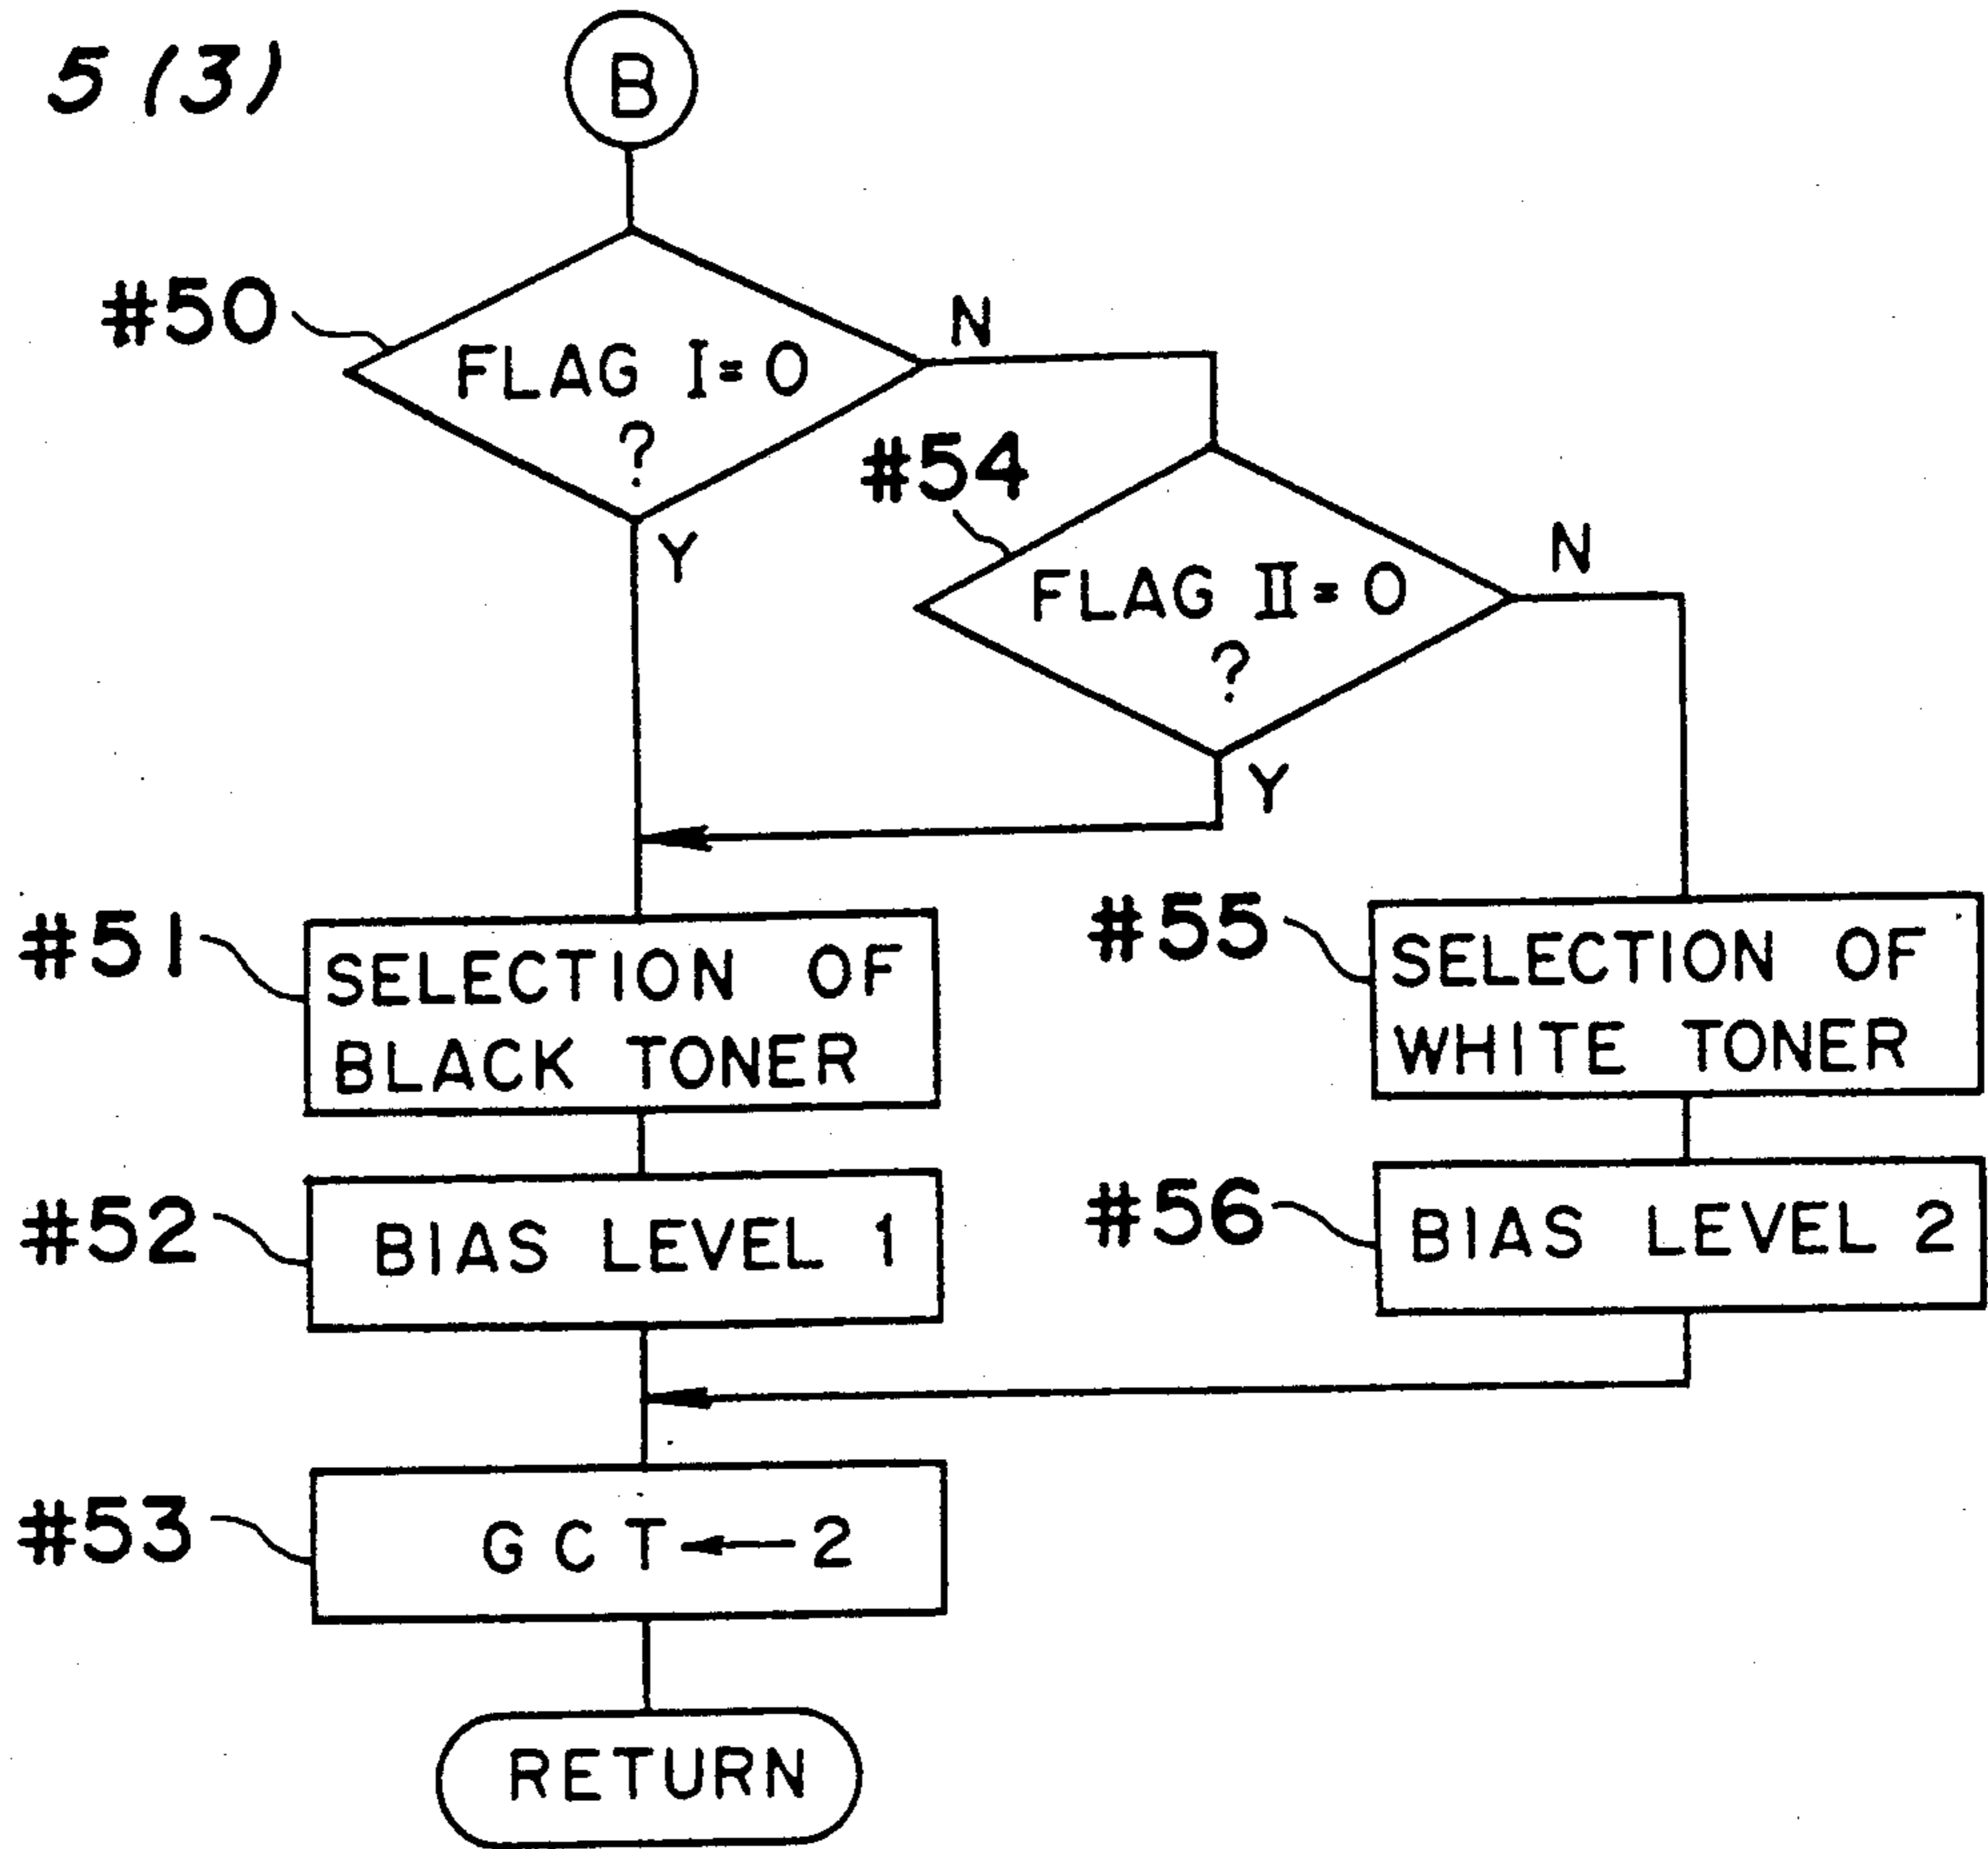 5 (3)
B
#50
FLAG I=0
?
N
Y
#54
FLAG II=0
?
N
Y
#51
SELECTION OF
BLACK TONER
#55
SELECTION OF
WHITE TONER
#52
BIAS LEVEL 1
#56
BIAS LEVEL 2
#53
GCT←2
RETURN